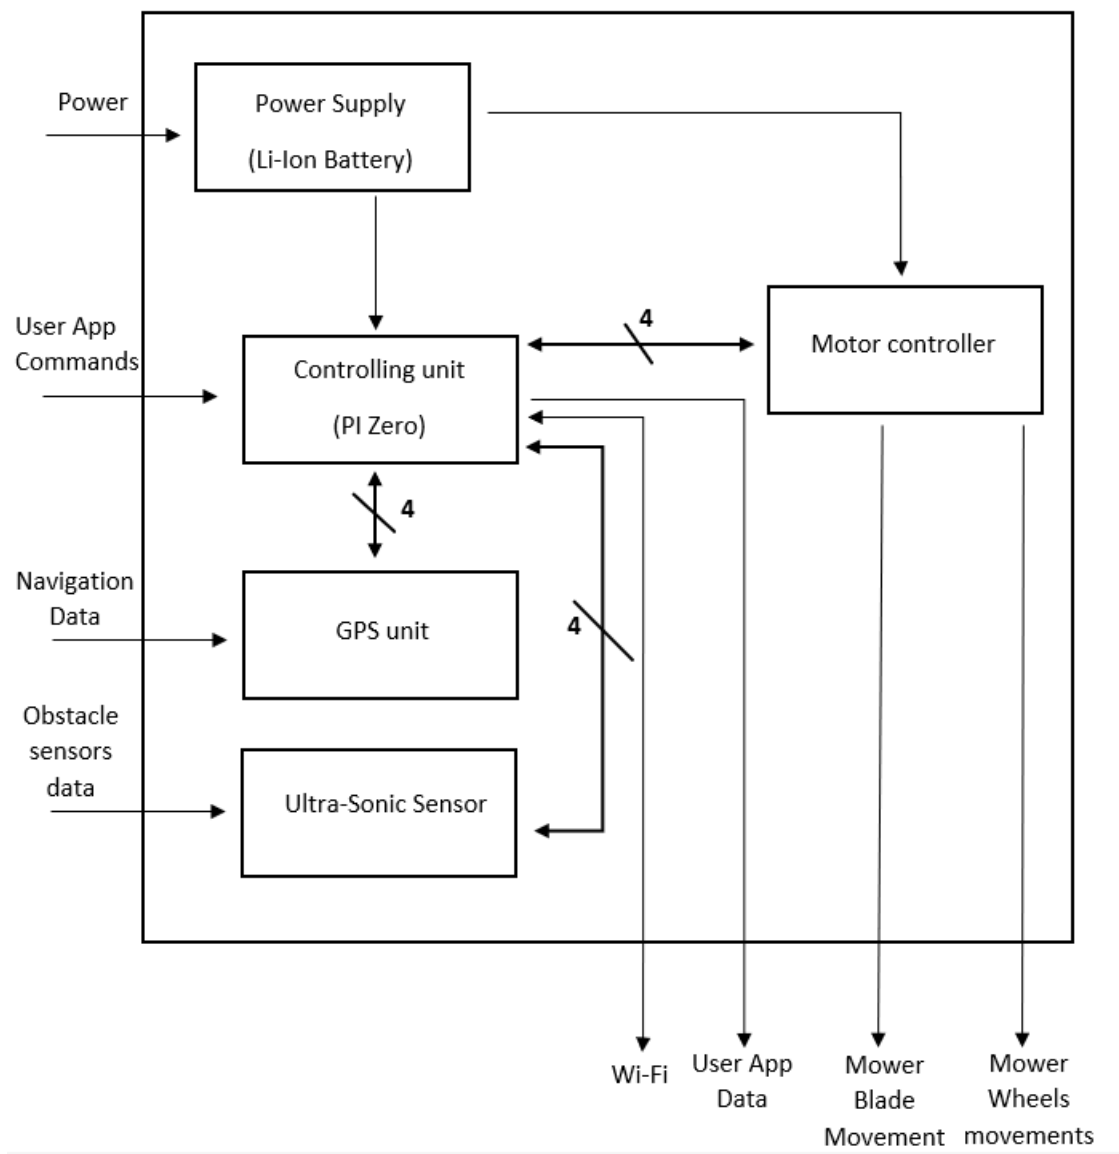 Power
Power Supply
(Li-Ion Battery)
User App
Commands
4
Motor controller
Controlling unit
(PI Zero)
4
Navigation
Data
GPS unit
4
Obstacle
sensors
data
Ultra-Sonic Sensor
Wi-Fi
User App
Data
Mower
Blade
Movement
Mower
Wheels
movements